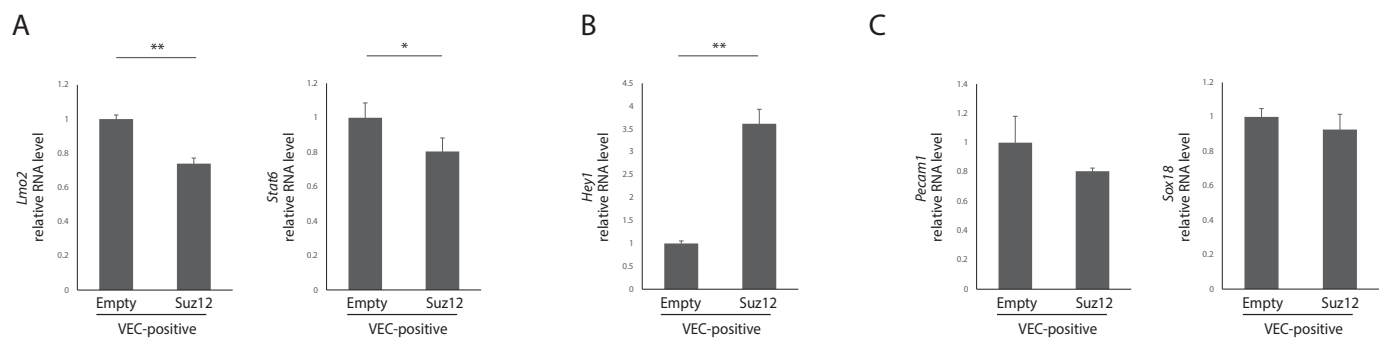 A
Lmo2
relative RNA level
**
1.2
1
0.8
0.6
0.4
0.2
0
Empty Suz12
VEC-positive
Stat6
relative RNA level
*
1.2
1
0.8
0.6
0.4
0.2
0
Empty Suz12
VEC-positive
B
Hey1
relative RNA level
**
4.5
4
3.5
3
2.5
2
1.5
1
0.5
0
Empty Suz12
VEC-positive
C
Pecam1
relative RNA level
1.4
1.2
1
0.8
0.6
0.4
0.2
0
Empty Suz12
VEC-positive
Sox18
relative RNA level
1.2
1
0.8
0.6
0.4
0.2
0
Empty Suz12
VEC-positive